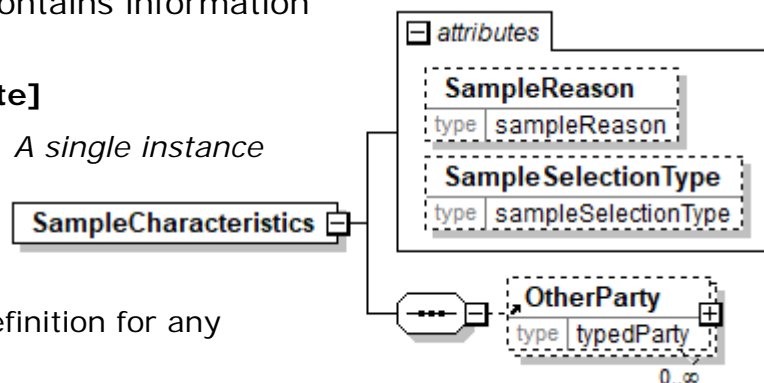 ontains information
attributes
SampleReason
type sampleReason
te]
A single instance
SampleSelectionType
type sampleSelectionType
SampleCharacteristics
OtherParty
efinition for any
type typedParty
0..∞